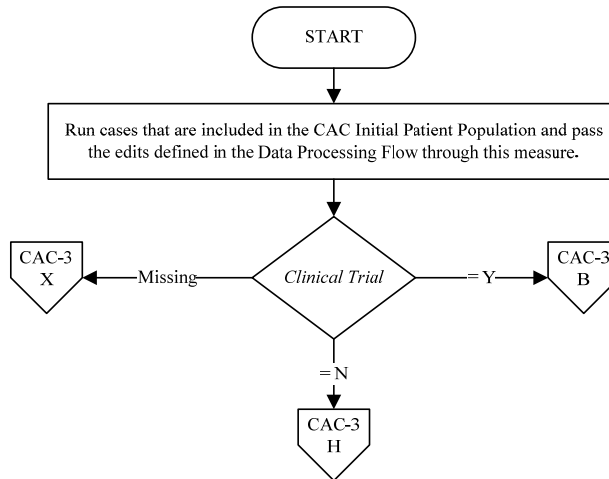 START
Run cases that are included in the CAC Initial Patient Population and pass
the edits defined in the Data Processing Flow through this measure.
CAC-3
X
Missing
Clinical Trial
= Y
CAC-3
B
= N
CAC-3
H